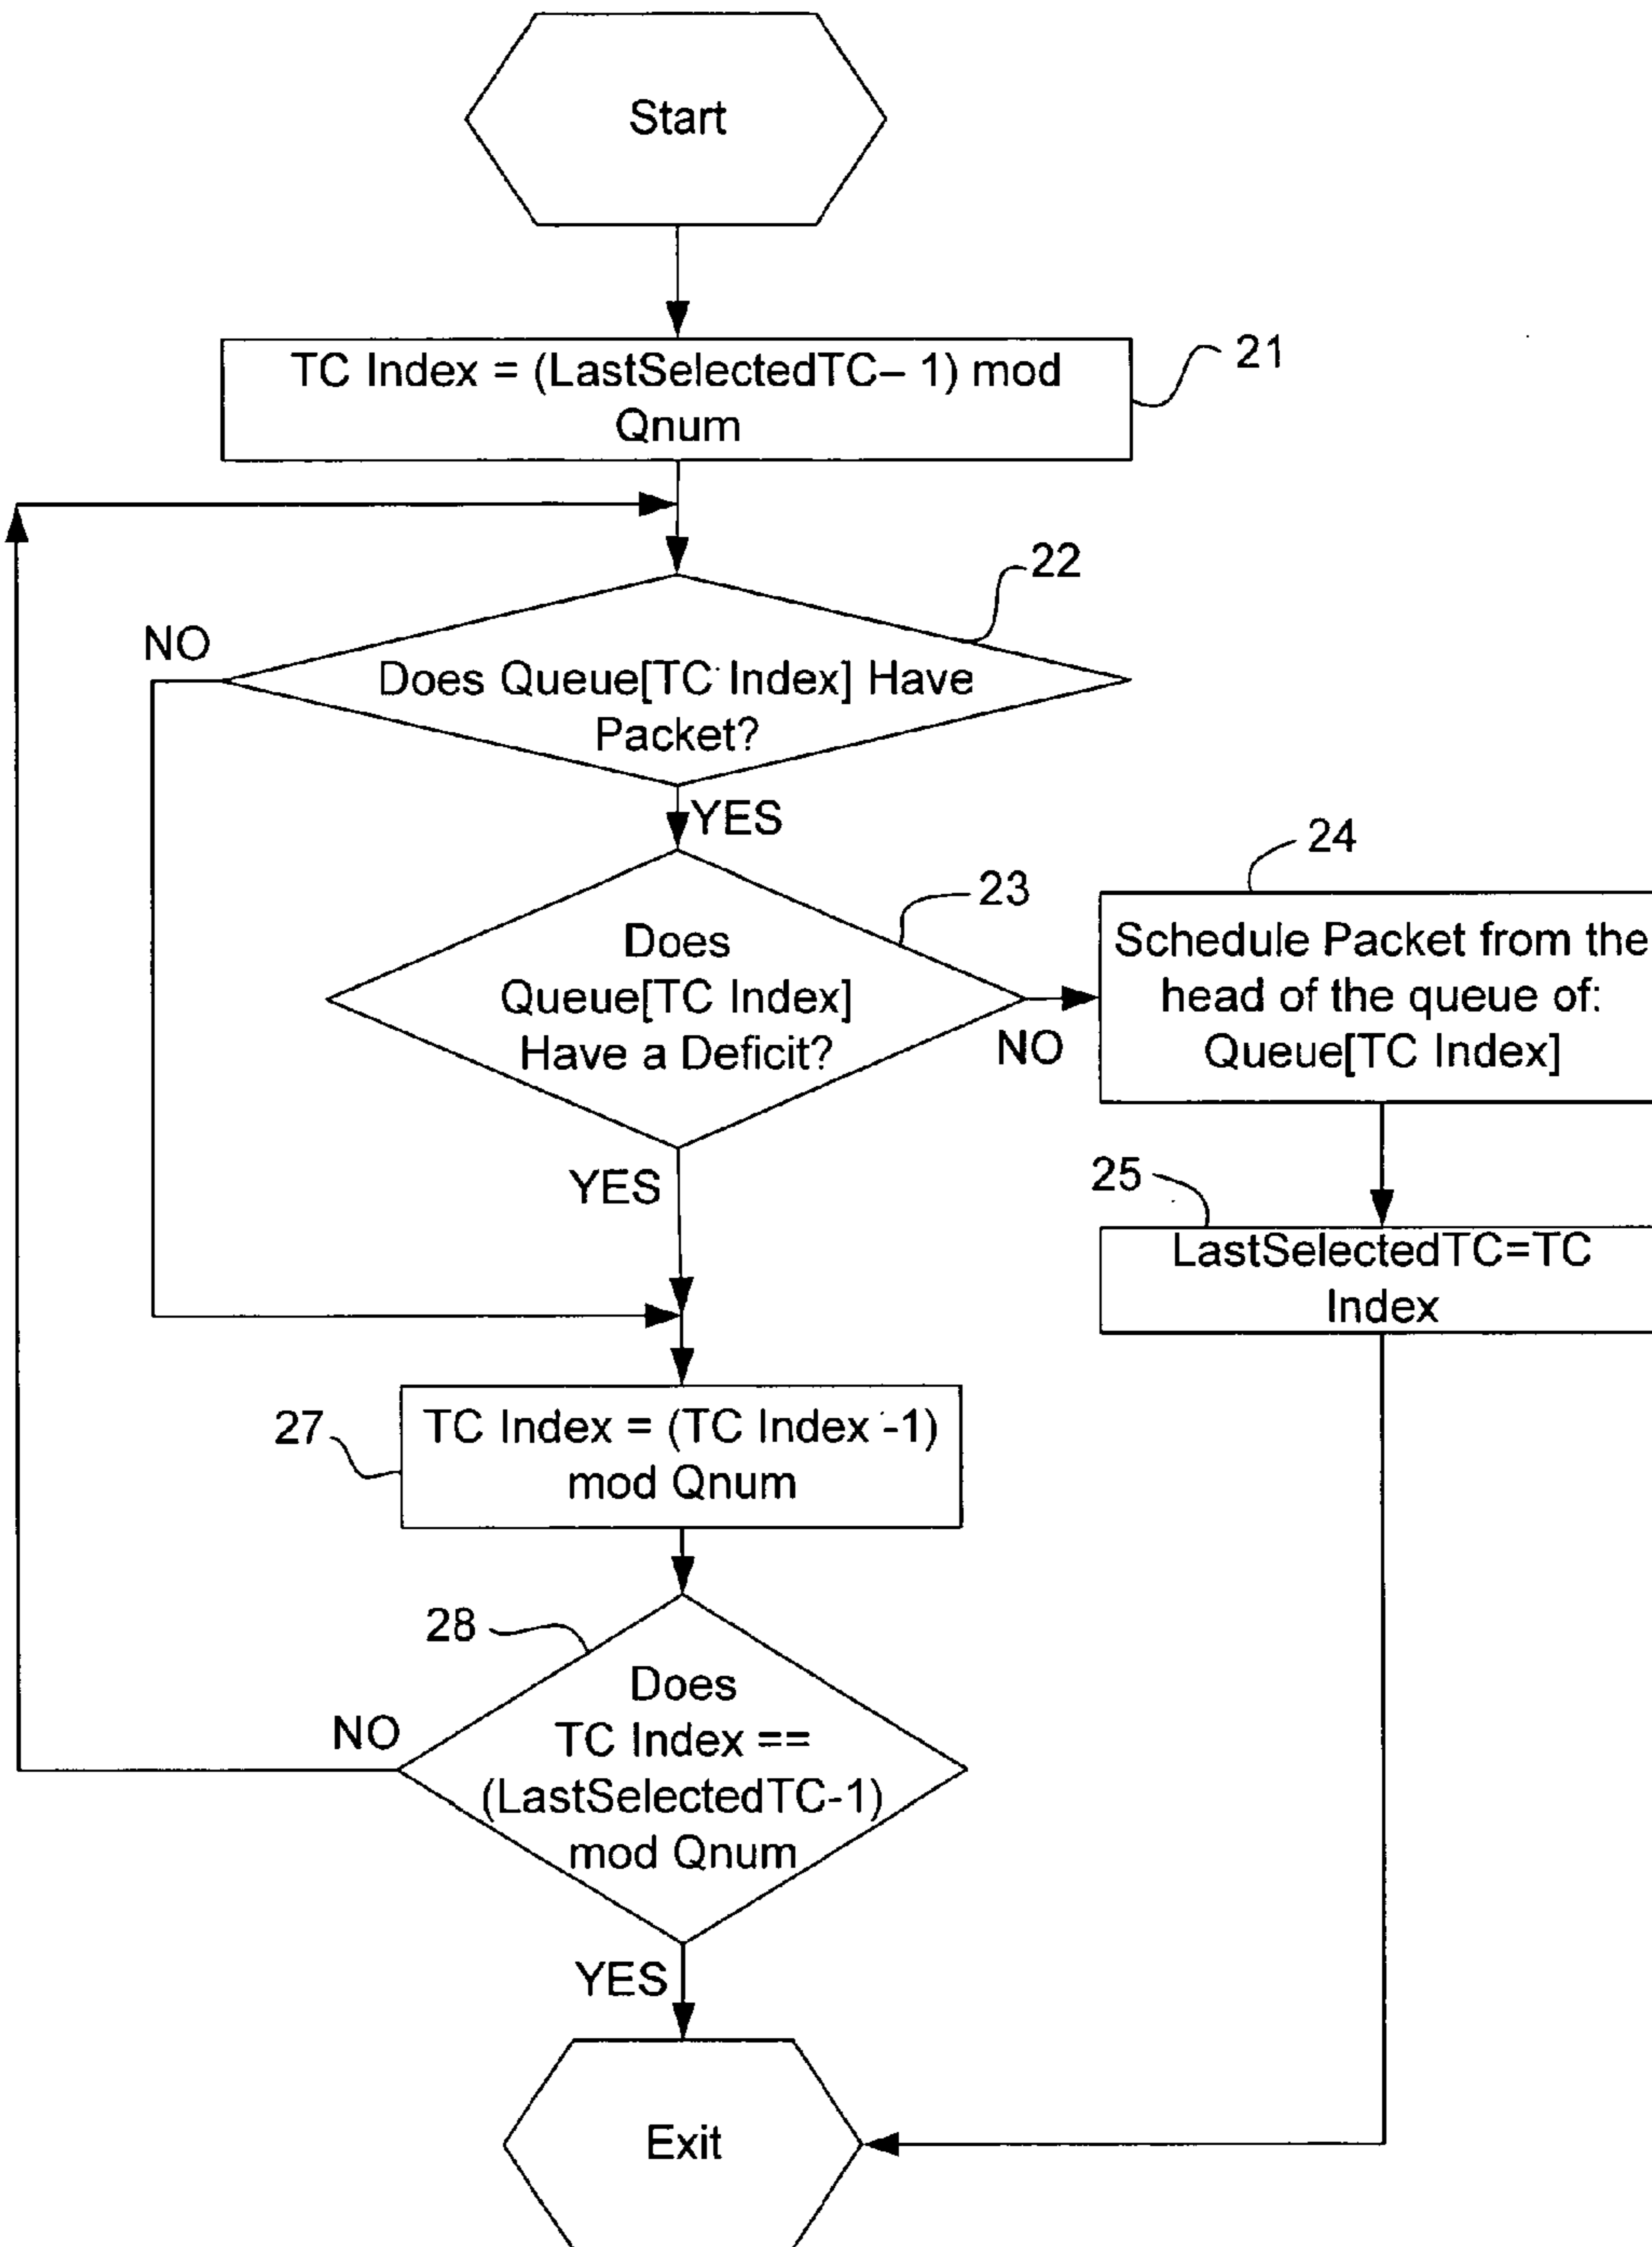 Start
TC Index = (LastSelectedTC– 1) mod
Qnum
21
22
NO
Does Queue[TC Index] Have
Packet?
YES
24
23
Does
Queue[TC Index]
Have a Deficit?
NO
Schedule Packet from the
head of the queue of:
Queue[TC Index]
YES
25
LastSelectedTC=TC
Index
27
TC Index = (TC Index -1)
mod Qnum
28
Does
TC Index ==
(LastSelectedTC-1)
mod Qnum
NO
YES
Exit